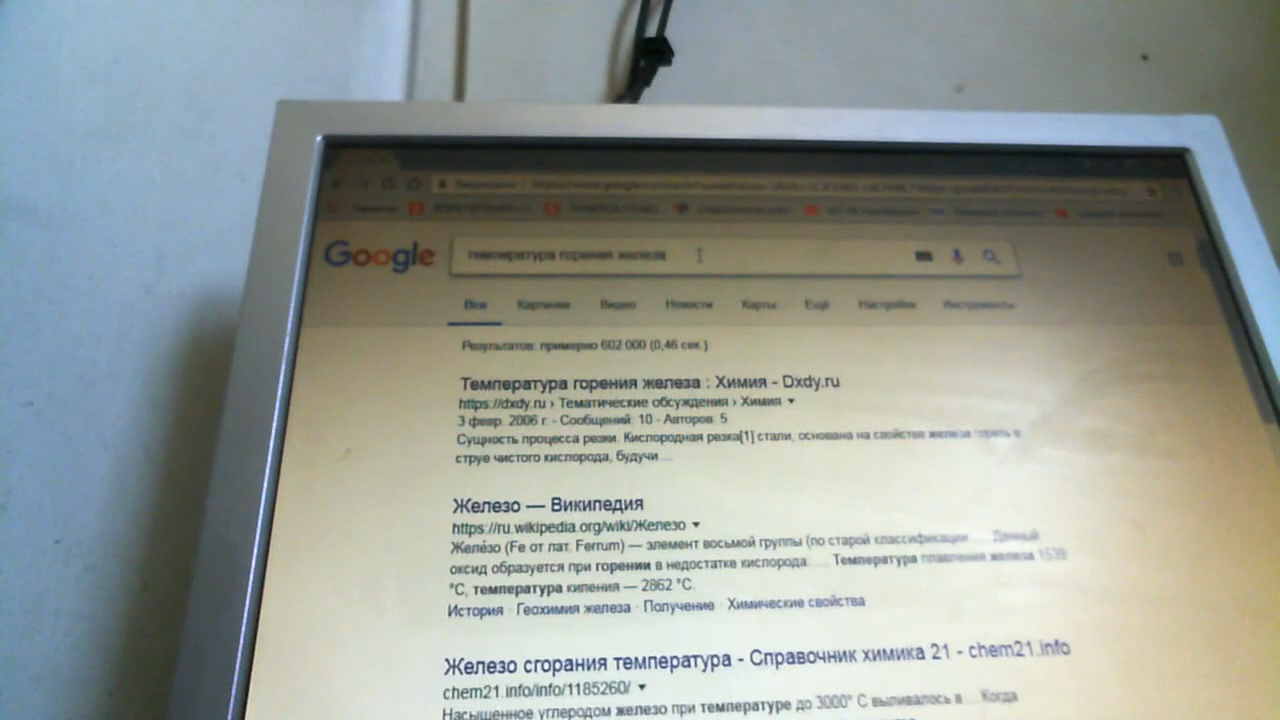 Google
температура горения железа
Все Картинки Видео Новости Карты Ещё Настройки Инструменты
Результатов: примерно 602 000 (0,46 сек.)
Температура горения железа : Химия - Dxdy.ru
https://dxdy.ru › Тематические обсуждения › Химия
3 февр. 2006 г. - Сообщений: 10 - Авторов: 5
Сущность процесса резки. Кислородная резка[1] стали, основана на свойстве железа гореть в
струе чистого кислорода, будучи ...
Железо — Википедия
https://ru.wikipedia.org/wiki/Железо
Желéзо (Fe от лат. Ferrum) — элемент восьмой группы (по старой классификации ... Данный
оксид образуется при горении в недостатке кислорода: ... Температура плавления железа 1539
°C, температура кипения — 2862 °C.
История · Геохимия железа · Получение · Химические свойства
Железо сгорания температура - Справочник химика 21 - chem21.info
chem21.info/info/1185260/
Насыщенное углеродом железо при температуре до 3000° С выливалось в ... Когда